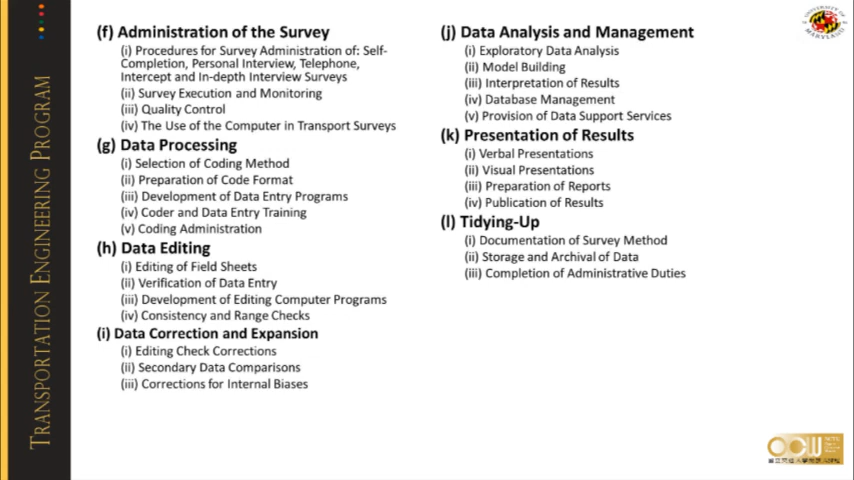 TRANSPORTATION ENGINEERING PROGRAM
(f) Administration of the Survey
(i) Procedures for Survey Administration of: Self-
Completion, Personal Interview, Telephone,
Intercept and In-depth Interview Surveys
(ii) Survey Execution and Monitoring
(iii) Quality Control
(iv) The Use of the Computer in Transport Surveys
(g) Data Processing
(i) Selection of Coding Method
(ii) Preparation of Code Format
(iii) Development of Data Entry Programs
(iv) Coder and Data Entry Training
(v) Coding Administration
(h) Data Editing
(i) Editing of Field Sheets
(ii) Verification of Data Entry
(iii) Development of Editing Computer Programs
(iv) Consistency and Range Checks
(i) Data Correction and Expansion
(i) Editing Check Corrections
(ii) Secondary Data Comparisons
(iii) Corrections for Internal Biases
(j) Data Analysis and Management
(i) Exploratory Data Analysis
(ii) Model Building
(iii) Interpretation of Results
(iv) Database Management
(v) Provision of Data Support Services
(k) Presentation of Results
(i) Verbal Presentations
(ii) Visual Presentations
(iii) Preparation of Reports
(iv) Publication of Results
(l) Tidying-Up
(i) Documentation of Survey Method
(ii) Storage and Archival of Data
(iii) Completion of Administrative Duties
UNIVERSITY OF
MARYLAND
OCW